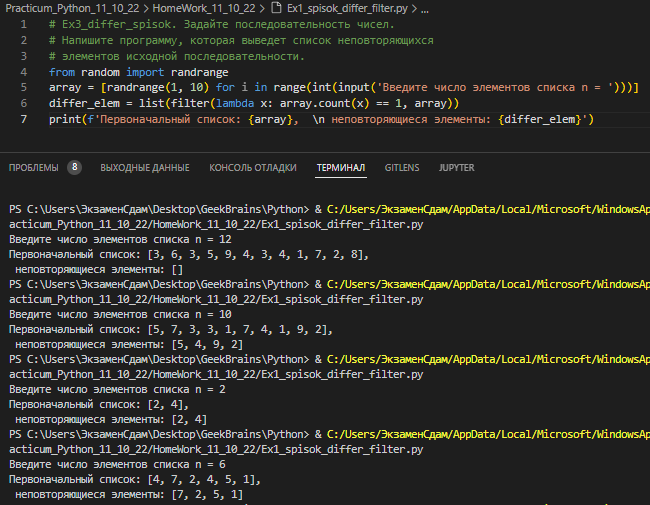 Practicum_Python_11_10_22 > HomeWork_11_10_22 > Ex1_spisok_differ_filter.py > ...
1 # Ex3_differ_spisok. Задайте последовательность чисел.
2 # Напишите программу, которая выведет список неповторяющихся
3 # элементов исходной последовательности.
4 from random import randrange
5 array = [randrange(1, 10) for i in range(int(input('Введите число элементов списка n = ')))]
6 differ_elem = list(filter(lambda x: array.count(x) == 1, array))
7 print(f'Первоначальный список: {array},  \n неповторяющиеся элементы: {differ_elem}')
ПРОБЛЕМЫ 8 ВЫХОДНЫЕ ДАННЫЕ КОНСОЛЬ ОТЛАДКИ ТЕРМИНАЛ GITLENS JUPYTER
PS C:\Users\ЭкзаменСдам\Desktop\GeekBrains\Python> & C:/Users/ЭкзаменСдам/AppData/Local/Microsoft/WindowsAp
acticum_Python_11_10_22/HomeWork_11_10_22/Ex1_spisok_differ_filter.py
Введите число элементов списка n = 12
Первоначальный список: [3, 6, 3, 5, 9, 4, 3, 4, 1, 7, 2, 8],
 неповторяющиеся элементы: []
PS C:\Users\ЭкзаменСдам\Desktop\GeekBrains\Python> & C:/Users/ЭкзаменСдам/AppData/Local/Microsoft/WindowsAp
acticum_Python_11_10_22/HomeWork_11_10_22/Ex1_spisok_differ_filter.py
Введите число элементов списка n = 10
Первоначальный список: [5, 7, 3, 3, 1, 7, 4, 1, 9, 2],
 неповторяющиеся элементы: [5, 4, 9, 2]
PS C:\Users\ЭкзаменСдам\Desktop\GeekBrains\Python> & C:/Users/ЭкзаменСдам/AppData/Local/Microsoft/WindowsAp
acticum_Python_11_10_22/HomeWork_11_10_22/Ex1_spisok_differ_filter.py
Введите число элементов списка n = 2
Первоначальный список: [2, 4],
 неповторяющиеся элементы: [2, 4]
PS C:\Users\ЭкзаменСдам\Desktop\GeekBrains\Python> & C:/Users/ЭкзаменСдам/AppData/Local/Microsoft/WindowsAp
acticum_Python_11_10_22/HomeWork_11_10_22/Ex1_spisok_differ_filter.py
Введите число элементов списка n = 6
Первоначальный список: [4, 7, 2, 4, 5, 1],
 неповторяющиеся элементы: [7, 2, 5, 1]